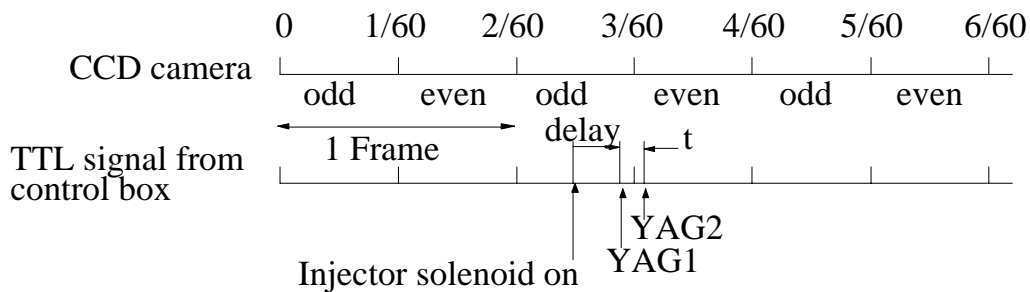 0 1/60 2/60 3/60 4/60 5/60 6/60
CCD camera
odd even odd even odd even
delay t
1 Frame
TTL signal from
control box
YAG2
Injector solenoid on YAG1